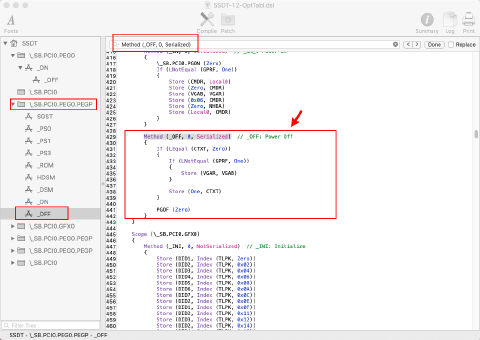 SSDT-12-OptTabl.dsl
Fonts
Compile
Patch
Summary
Log
Print
Method (_OFF, 0, Serialized)
Done
Replace
SSDT
\_SB.PCI0.PEG0
_ON
_OFF
\_SB.PCI0
\_SB.PCI0.PEG0.PEGP
SGST
_PS0
_PS1
_PS3
_ROM
HDSM
_DSM
_ON
_OFF
\_SB.PCI0.GFX0
\_SB.PCI0.PEG0.PEGP
\_SB.PCI0.PEG0.PEGP
\_SB.PCI0
Filter Tree
416 {
417 \_SB.PCI0.PGON (Zero)
418 If (LNotEqual (GPRF, One))
419 {
420 Store (CMDR, Local0)
421 Store (Zero, CMDR)
422 Store (VGAB, VGAR)
423 Store (0x06, CMDR)
424 Store (Zero, NHDA)
425 Store (Local0, CMDR)
426 }
427 }
428
429 Method (_OFF, 0, Serialized) // _OFF: Power Off
430 {
431 If (LEqual (CTXT, Zero))
432 {
433 If (LNotEqual (GPRF, One))
434 {
435 Store (VGAR, VGAB)
436 }
437
438 Store (One, CTXT)
439 }
440
441 PGOF (Zero)
442 }
443 }
444
445 Scope (\_SB.PCI0.GFX0)
446 {
447 Method (_INI, 0, NotSerialized) // _INI: Initialize
448 {
449 Store (DID1, Index (TLPK, Zero))
450 Store (DID2, Index (TLPK, 0x02))
451 Store (DID3, Index (TLPK, 0x04))
452 Store (DID4, Index (TLPK, 0x06))
453 Store (DID5, Index (TLPK, 0x08))
454 Store (DID6, Index (TLPK, 0x0A))
455 Store (DID7, Index (TLPK, 0x0C))
456 Store (DID2, Index (TLPK, 0x0E))
457 Store (DID1, Index (TLPK, 0x0F))
458 Store (DID2, Index (TLPK, 0x11))
459 Store (DID3, Index (TLPK, 0x12))
460 Store (DID2, Index (TLPK, 0x14))
SSDT › \_SB.PCI0.PEG0.PEGP › _OFF